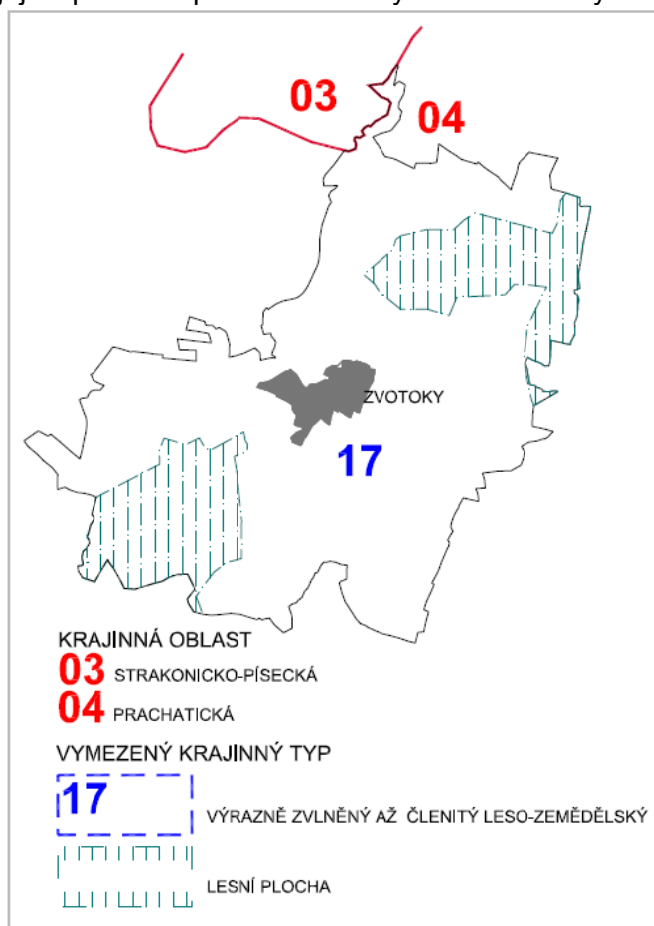 03
04
ZVOTOKY
17
KRAJINNÁ OBLAST
03 STRAKONICKO-PÍSECKÁ
04 PRACHATICKÁ
VYMEZENÝ KRAJINNÝ TYP
17 VÝRAZNĚ ZVLNĚNÝ AŽ ČLENITÝ LESO-ZEMĚDĚLSKÝ
LESNÍ PLOCHA